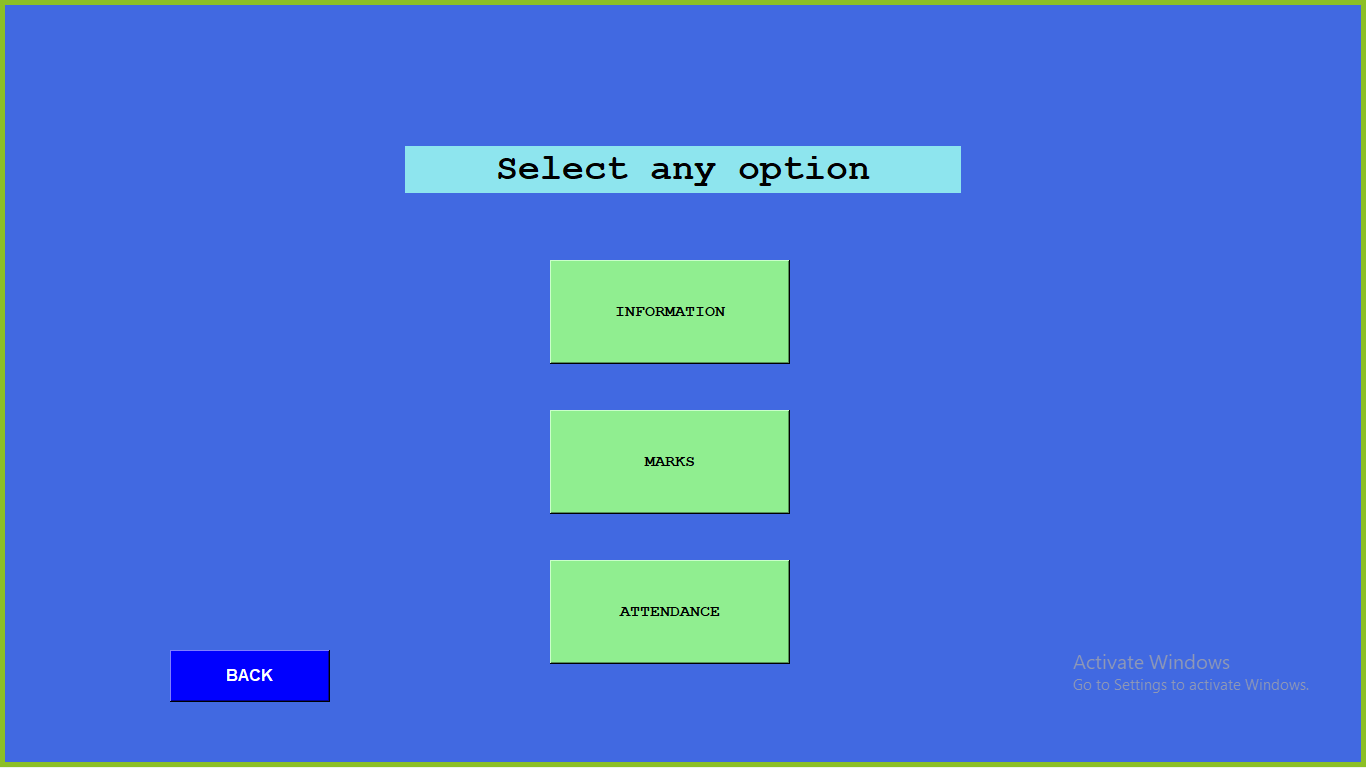 Select any option
INFORMATION
MARKS
ATTENDANCE
BACK
Activate Windows
Go to Settings to activate Windows.